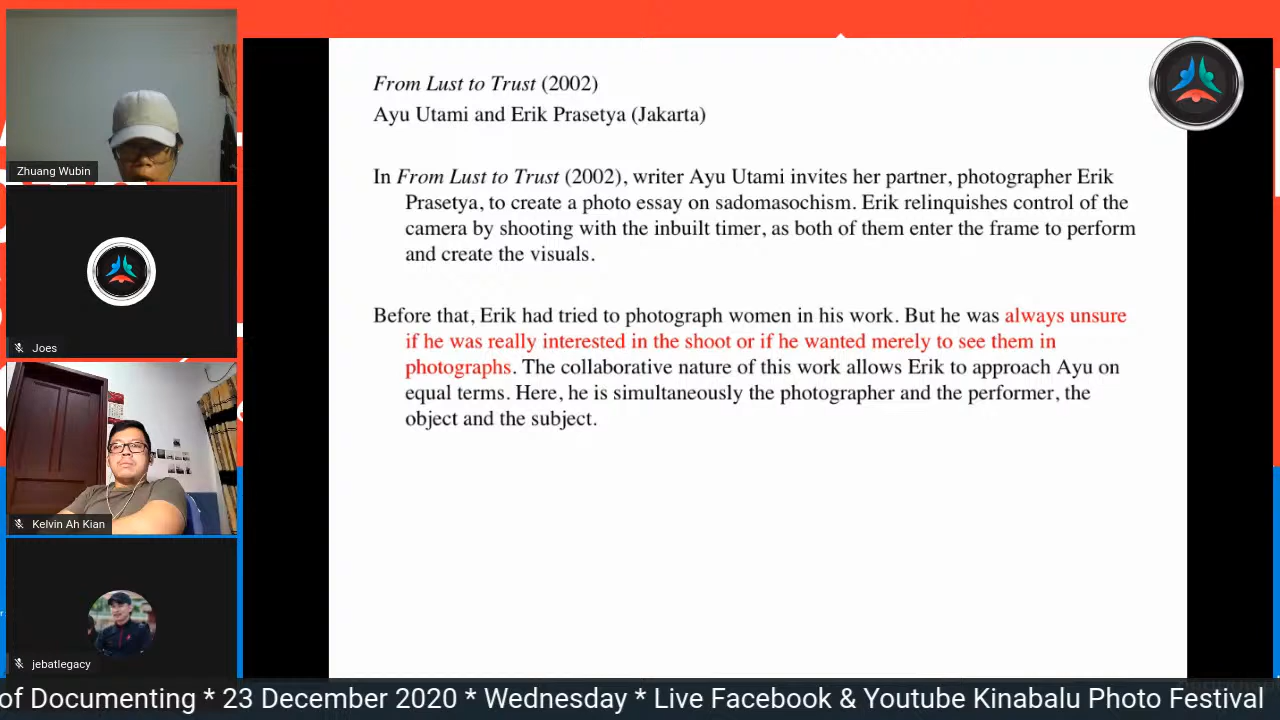 From Lust to Trust (2002)
Ayu Utami and Erik Prasetya (Jakarta)
In From Lust to Trust (2002), writer Ayu Utami invites her partner, photographer Erik
Prasetya, to create a photo essay on sadomasochism. Erik relinquishes control of the
camera by shooting with the inbuilt timer, as both of them enter the frame to perform
and create the visuals.
Before that, Erik had tried to photograph women in his work. But he was always unsure
if he was really interested in the shoot or if he wanted merely to see them in
photographs. The collaborative nature of this work allows Erik to approach Ayu on
equal terms. Here, he is simultaneously the photographer and the performer, the
object and the subject.
Zhuang Wubin
Joes
Kelvin Ah Kian
jebatlegacy
of Documenting * 23 December 2020 * Wednesday * Live Facebook & Youtube Kinabalu Photo Festival